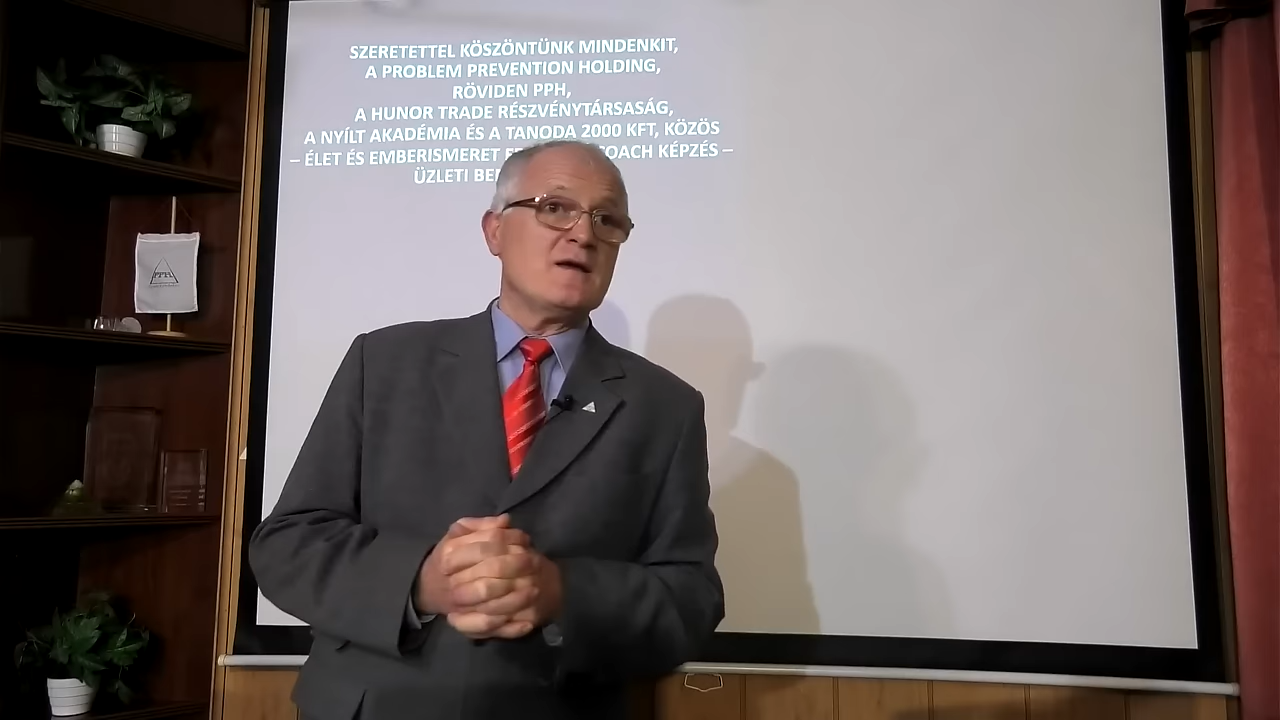 SZERETETTEL KÖSZÖNTÜNK MINDENKIT,
A PROBLEM PREVENTION HOLDING,
RÖVIDEN PPH,
A HUNOR TRADE RÉSZVÉNYTÁRSASÁG,
A NYÍLT AKADÉMIA ÉS A TANODA 2000 KFT, KÖZÖS
– ÉLET ÉS EMBERISMERET KÉPZÉS –
ÜZLETI
PPH